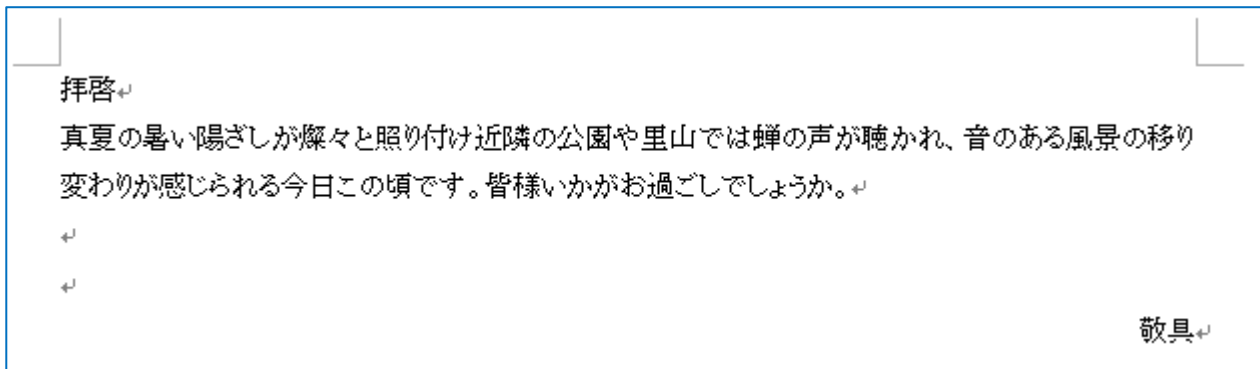 拝啓
真夏の暑い陽ざしが燦々と照り付け近隣の公園や里山では蝉の声が聴かれ、音のある風景の移り
変わりが感じられる今日この頃です。皆様いかがお過ごしでしょうか。
敬具